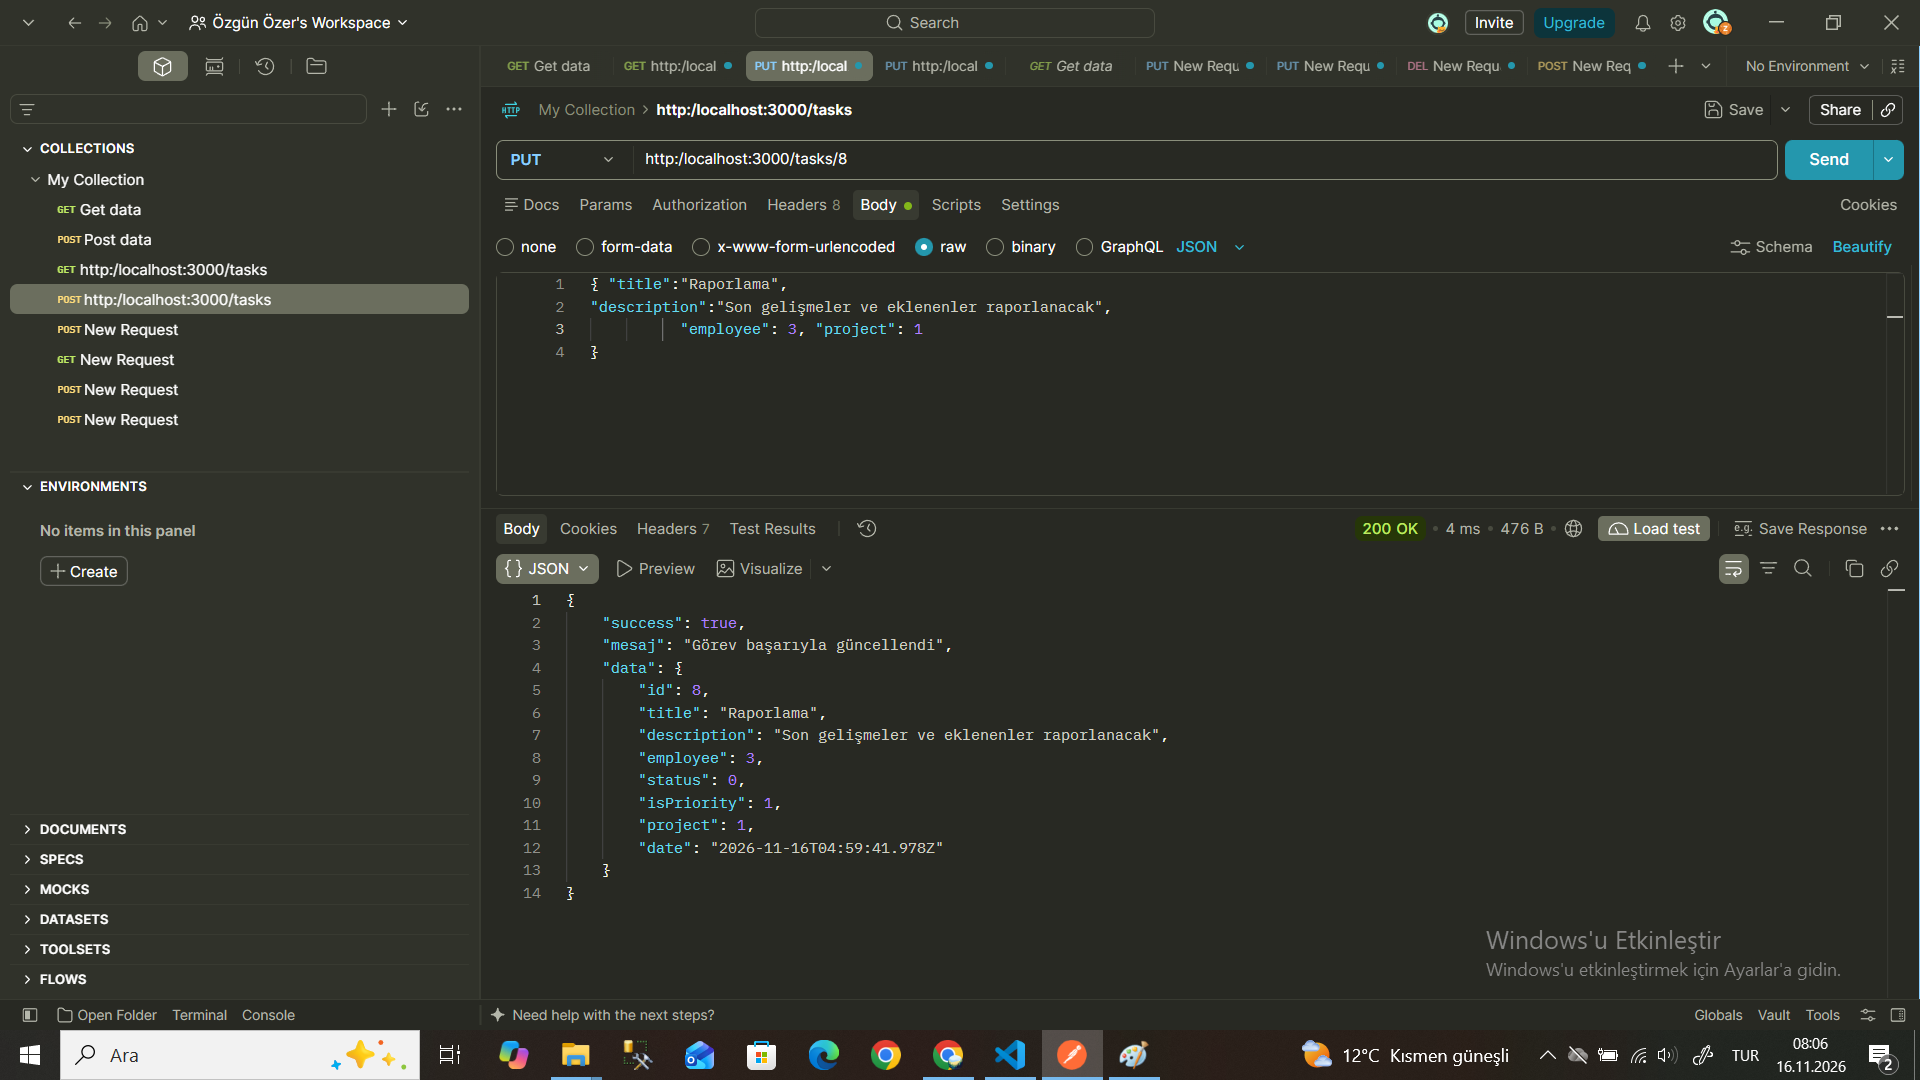 Özgün Özer's Workspace
Search
Invite
Upgrade
GET Get data
GET http:/local
PUT http:/local
PUT http:/local
GET Get data
PUT New Requ
PUT New Requ
DEL New Requ
POST New Req
No Environment
HTTP My Collection > http:/localhost:3000/tasks
Save
Share
COLLECTIONS
My Collection
GET Get data
POST Post data
GET http:/localhost:3000/tasks
POST http:/localhost:3000/tasks
POST New Request
GET New Request
POST New Request
POST New Request
ENVIRONMENTS
No items in this panel
Create
DOCUMENTS
SPECS
MOCKS
DATASETS
TOOLSETS
FLOWS
PUT
http:/localhost:3000/tasks/8
Send
Docs Params Authorization Headers 8 Body Scripts Settings
Cookies
none form-data x-www-form-urlencoded raw binary GraphQL JSON
Schema Beautify
1 { "title":"Raporlama",
2 "description":"Son gelişmeler ve eklenenler raporlanacak",
3 "employee": 3, "project": 1
4 }
Body Cookies Headers 7 Test Results
200 OK • 4 ms • 476 B
Load test
e.g. Save Response
{} JSON Preview Visualize
1 {
2 "success": true,
3 "mesaj": "Görev başarıyla güncellendi",
4 "data": {
5 "id": 8,
6 "title": "Raporlama",
7 "description": "Son gelişmeler ve eklenenler raporlanacak",
8 "employee": 3,
9 "status": 0,
10 "isPriority": 1,
11 "project": 1,
12 "date": "2026-11-16T04:59:41.978Z"
13 }
14 }
Windows'u Etkinleştir
Windows'u etkinleştirmek için Ayarlar'a gidin.
Open Folder Terminal Console
Need help with the next steps?
Globals Vault Tools
Ara
12°C Kısmen güneşli
TUR
08:06
16.11.2026
2